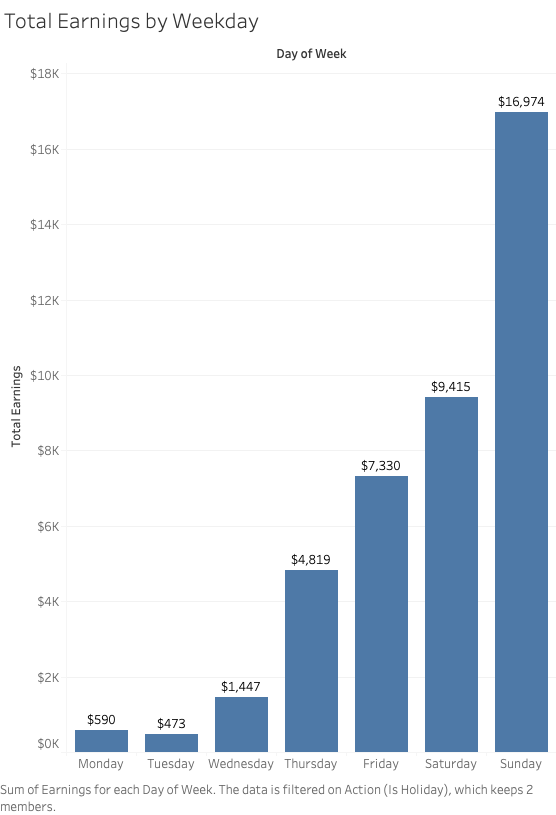 Total Earnings by Weekday
Day of Week
Total Earnings
$18K
$16K
$14K
$12K
$10K
$8K
$6K
$4K
$2K
$0K
$590
$473
$1,447
$4,819
$7,330
$9,415
$16,974
Monday Tuesday Wednesday Thursday Friday Saturday Sunday
Sum of Earnings for each Day of Week. The data is filtered on Action (Is Holiday), which keeps 2
members.